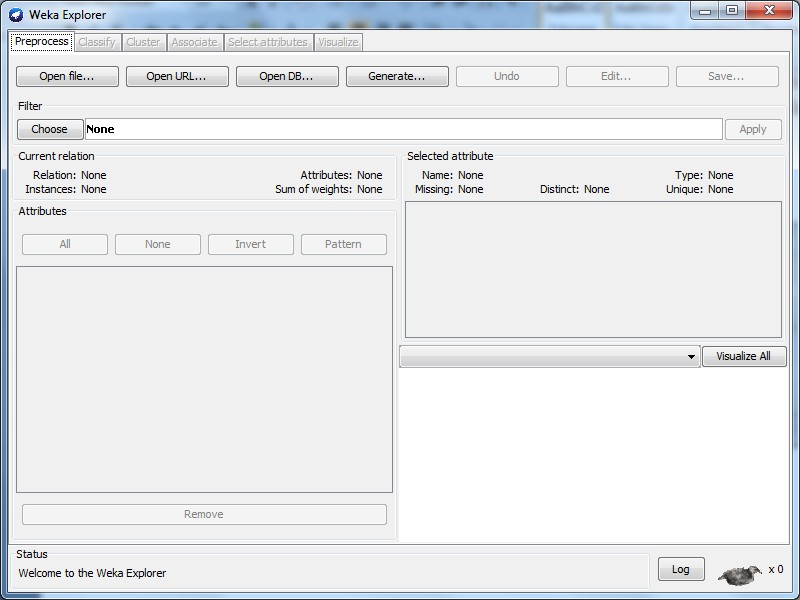 Weka Explorer
Preprocess Classify Cluster Associate Select attributes Visualize
Open file... Open URL... Open DB... Generate... Undo Edit... Save...
Filter
Choose None Apply
Current relation
Relation: None Attributes: None
Instances: None Sum of weights: None
Selected attribute
Name: None Type: None
Missing: None Distinct: None Unique: None
Attributes
All None Invert Pattern
Visualize All
Remove
Status
Welcome to the Weka Explorer
Log x 0